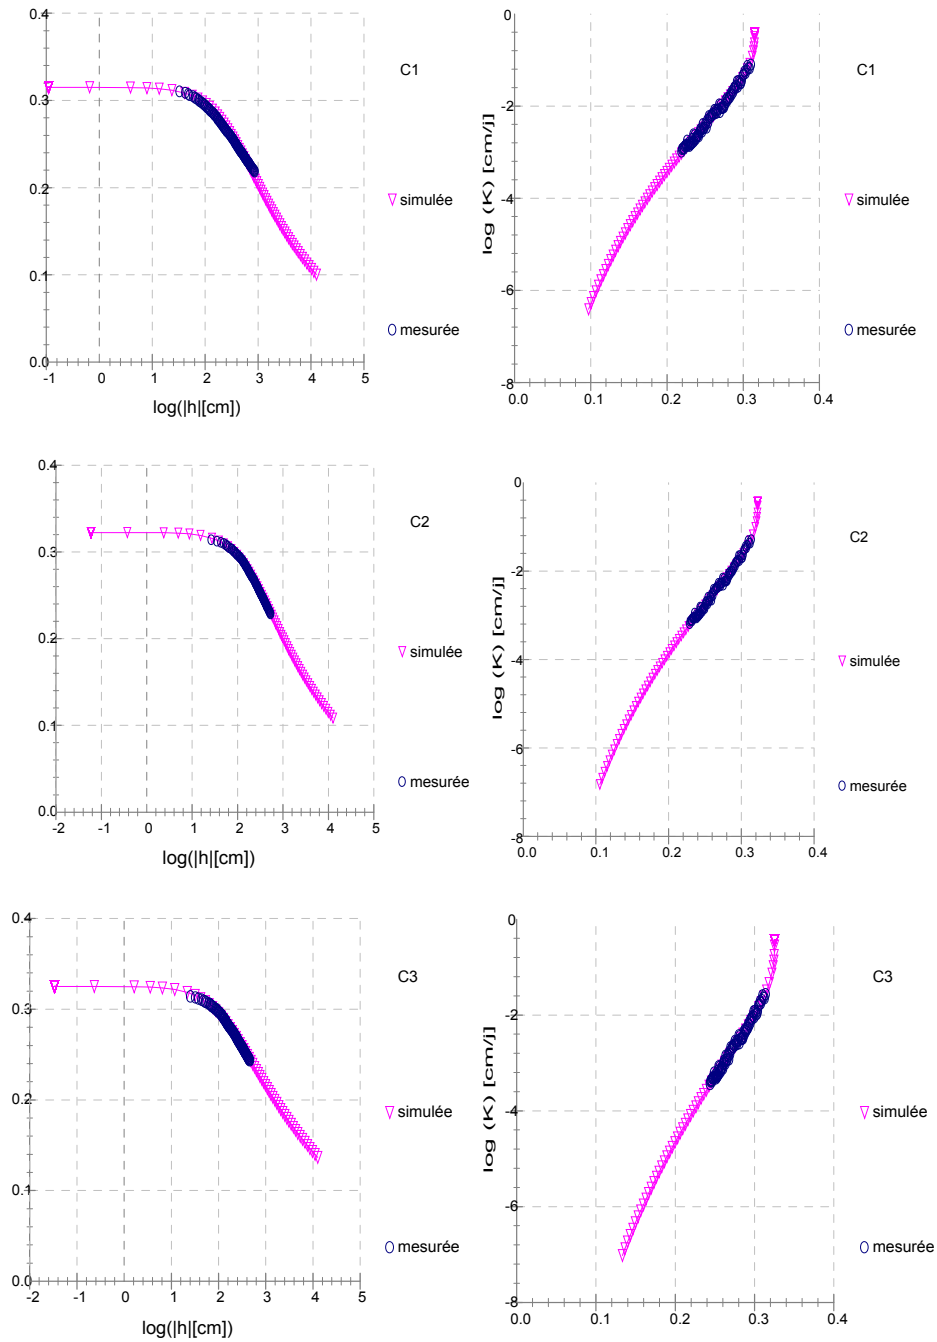 0.4
0.3
0.2
0.1
0.0
-1 0 1 2 3 4 5
log(|h|[cm])
C1
simulée
mesurée
0
-2
-4
-6
-8
log (K) [cm/j]
0.0 0.1 0.2 0.3 0.4
C1
simulée
mesurée
0.4
0.3
0.2
0.1
0.0
-2 -1 0 1 2 3 4 5
log(|h|[cm])
C2
simulée
mesurée
0
-2
-4
-6
-8
log (K) [cm/j]
0.0 0.1 0.2 0.3 0.4
C2
simulée
mesurée
0.4
0.3
0.2
0.1
0.0
-2 -1 0 1 2 3 4 5
log(|h|[cm])
C3
simulée
mesurée
0
-2
-4
-6
-8
log (K) [cm/j]
0.0 0.1 0.2 0.3 0.4
C3
simulée
mesurée